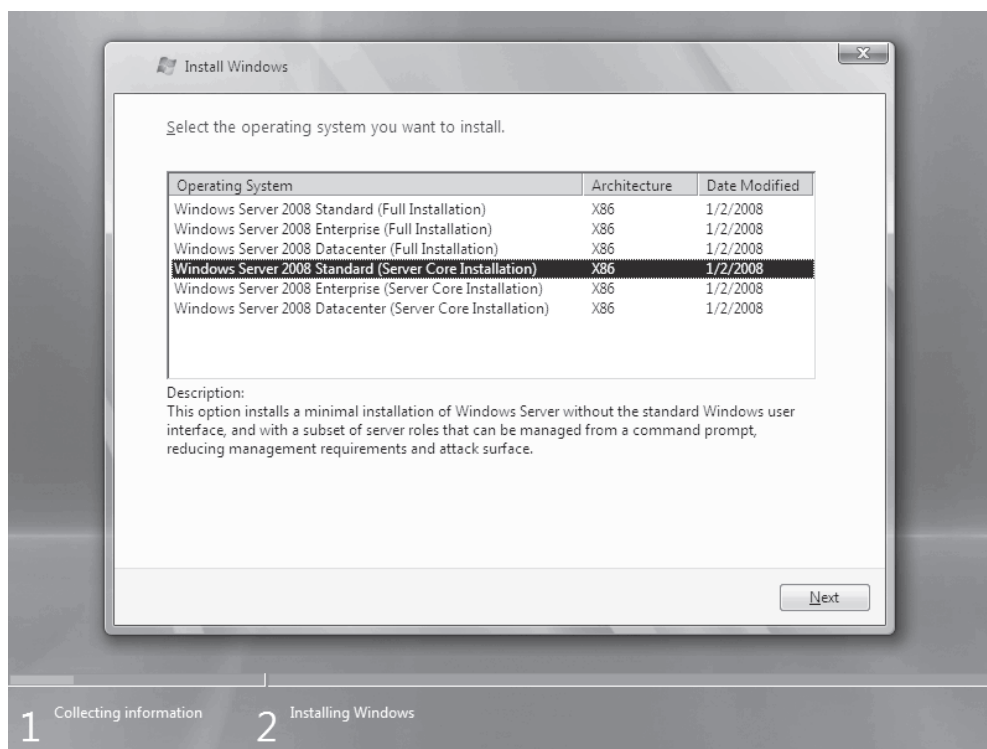 Install Windows
Select the operating system you want to install.
Operating System Architecture Date Modified
Windows Server 2008 Standard (Full Installation) X86 1/2/2008
Windows Server 2008 Enterprise (Full Installation) X86 1/2/2008
Windows Server 2008 Datacenter (Full Installation) X86 1/2/2008
Windows Server 2008 Standard (Server Core Installation) X86 1/2/2008
Windows Server 2008 Enterprise (Server Core Installation) X86 1/2/2008
Windows Server 2008 Datacenter (Server Core Installation) X86 1/2/2008
Description:
This option installs a minimal installation of Windows Server without the standard Windows user
interface, and with a subset of server roles that can be managed from a command prompt,
reducing management requirements and attack surface.
Next
1 Collecting information 2 Installing Windows